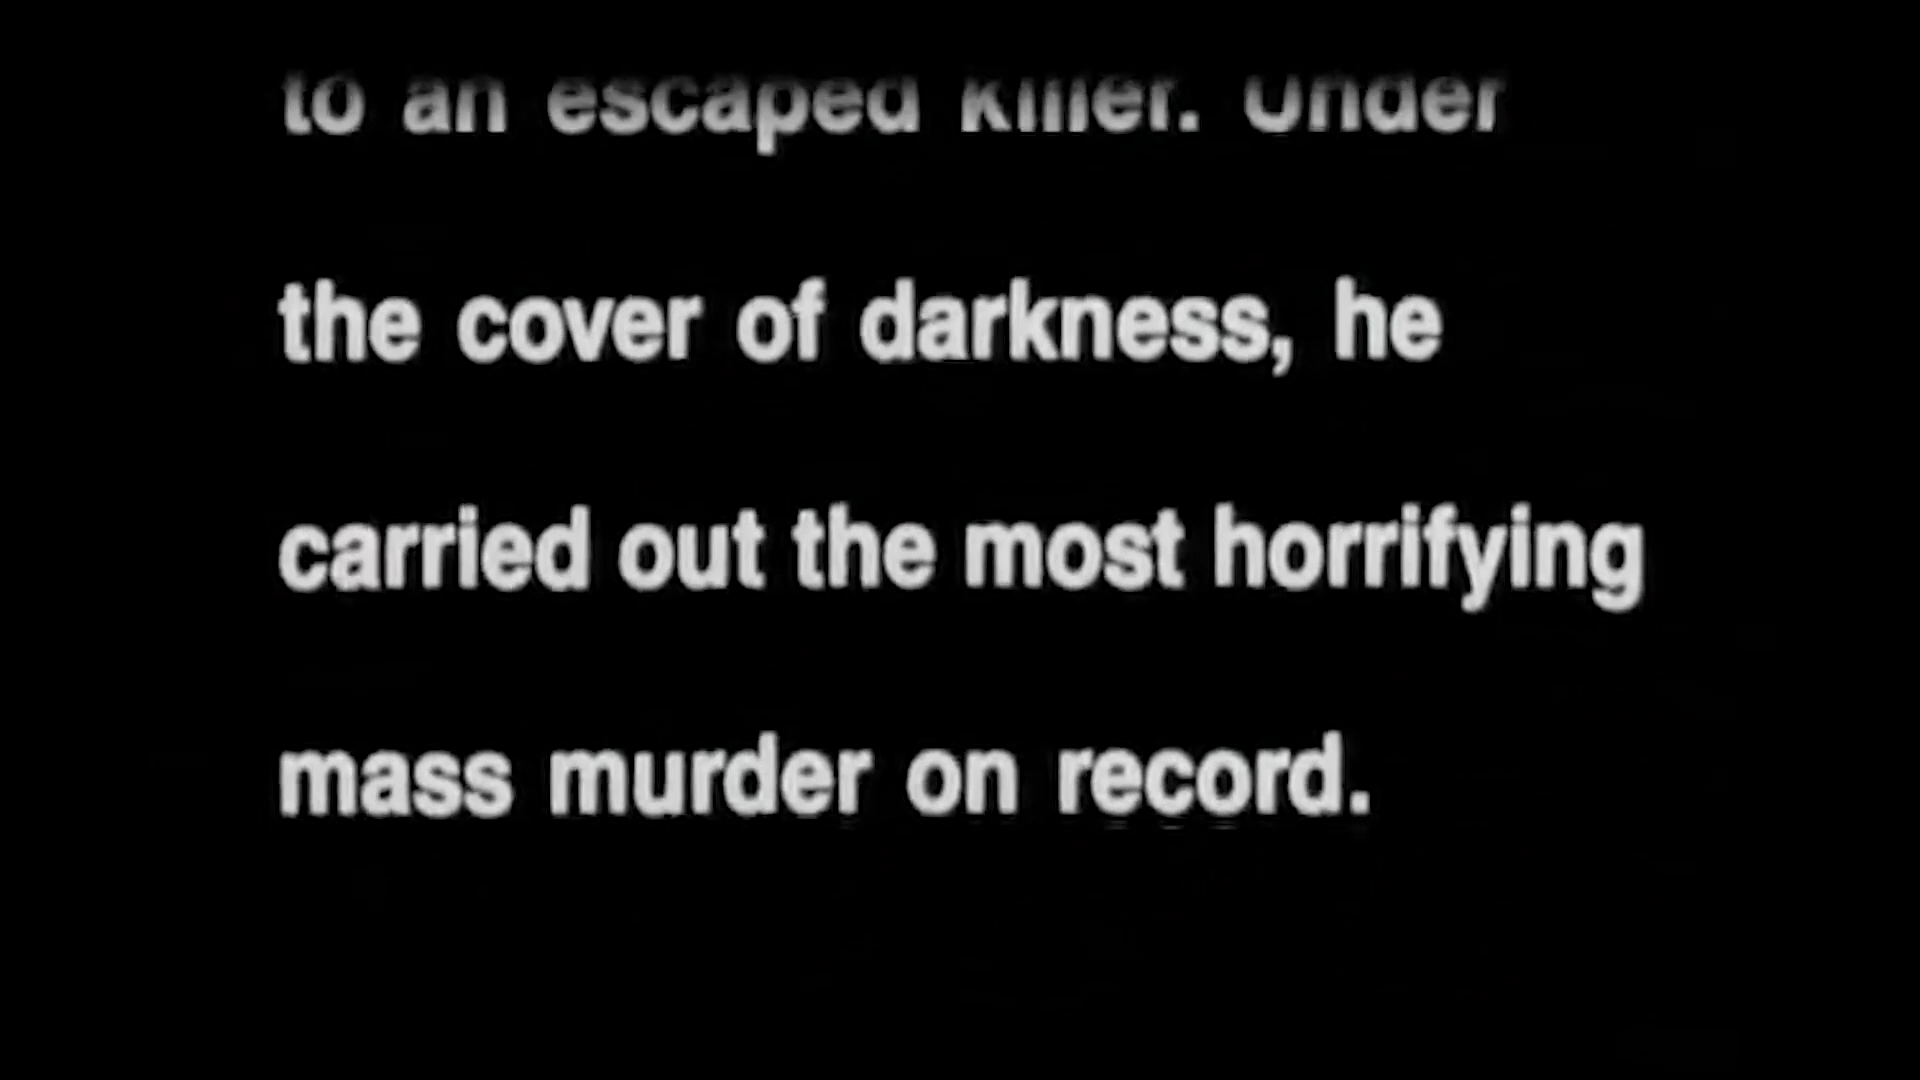 to an escaped killer. Under
the cover of darkness, he
carried out the most horrifying
mass murder on record.